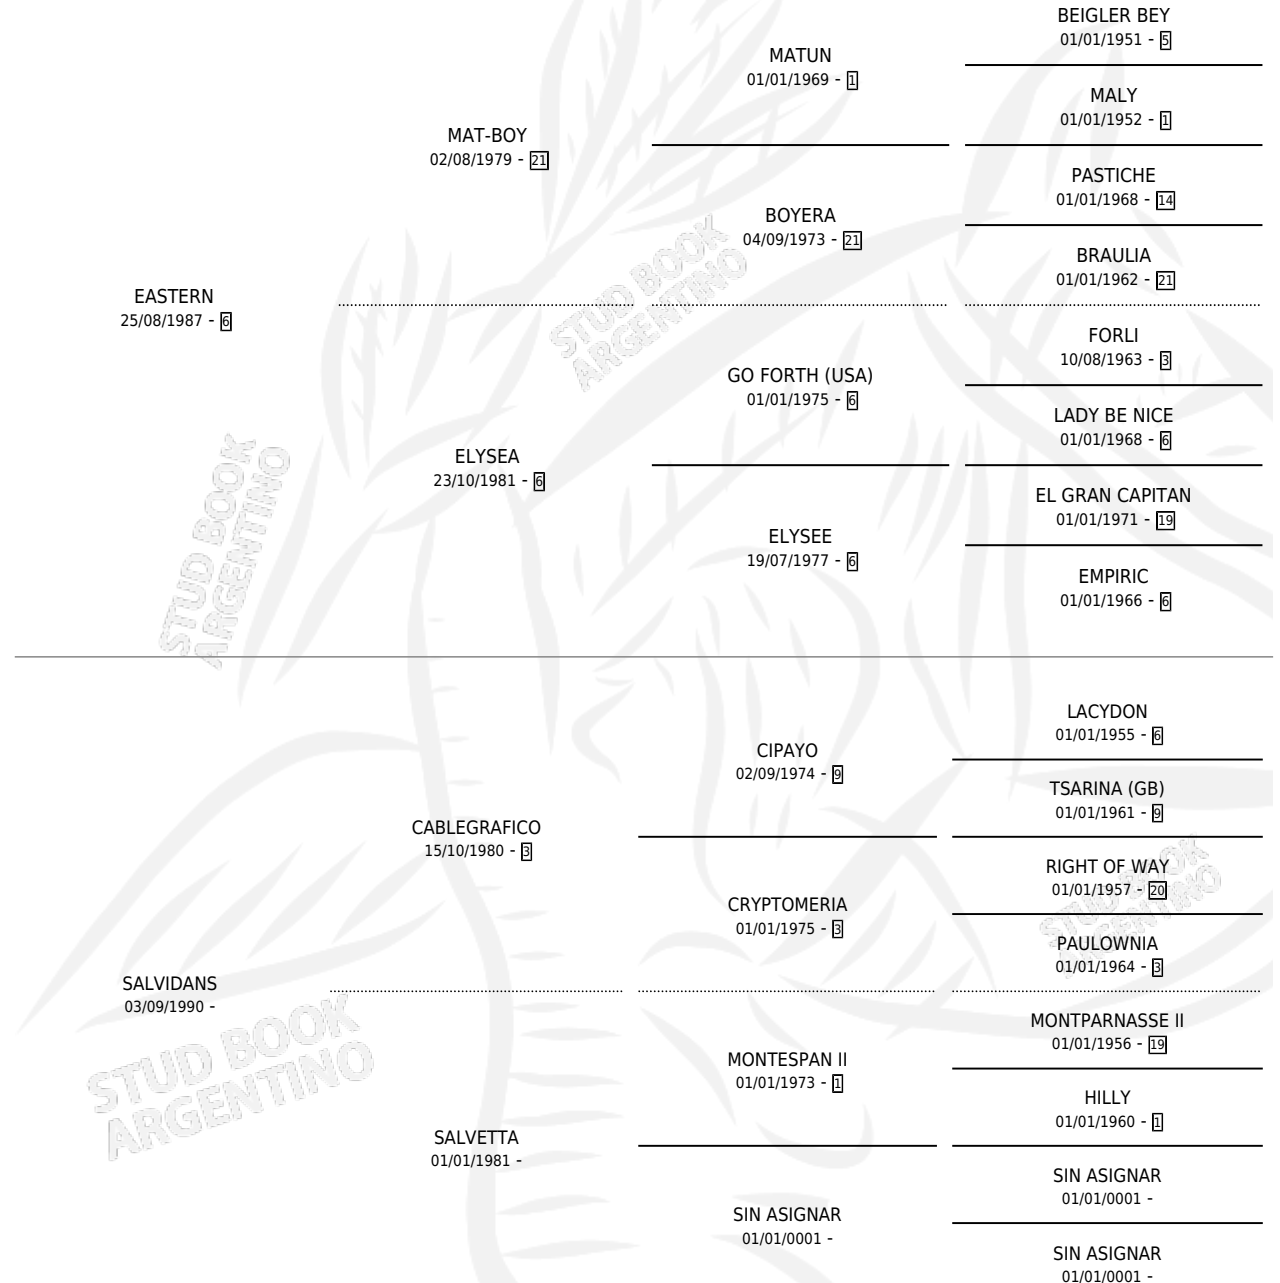 BEIGLER BEY
01/01/1951 - 5
MATUN
01/01/1969 - 1
MALY
01/01/1952 - 1
MAT-BOY
02/08/1979 - 21
PASTICHE
01/01/1968 - 14
BOYERA
04/09/1973 - 21
BRAULIA
01/01/1962 - 21
EASTERN
25/08/1987 - 6
FORLI
10/08/1963 - 3
GO FORTH (USA)
01/01/1975 - 6
LADY BE NICE
01/01/1968 - 6
ELYSEA
23/10/1981 - 6
EL GRAN CAPITAN
01/01/1971 - 19
ELYSEE
19/07/1977 - 6
EMPIRIC
01/01/1966 - 6
LACYDON
01/01/1955 - 6
CIPAYO
02/09/1974 - 9
TSARINA (GB)
01/01/1961 - 9
CABLEGRAFICO
15/10/1980 - 3
RIGHT OF WAY
01/01/1957 - 20
CRYPTOMERIA
01/01/1975 - 3
PAULOWNIA
01/01/1964 - 3
SALVIDANS
03/09/1990 -
MONTPARNASSE II
01/01/1956 - 19
MONTESPAN II
01/01/1973 - 1
HILLY
01/01/1960 - 1
SALVETTA
01/01/1981 -
SIN ASIGNAR
01/01/0001 -
SIN ASIGNAR
01/01/0001 -
SIN ASIGNAR
01/01/0001 -
STUD BOOK
ARGENTINO
STUD BOOK
ARGENTINO
STUD BOOK
ARGENTINO
STUD BOOK
ARGENTINO